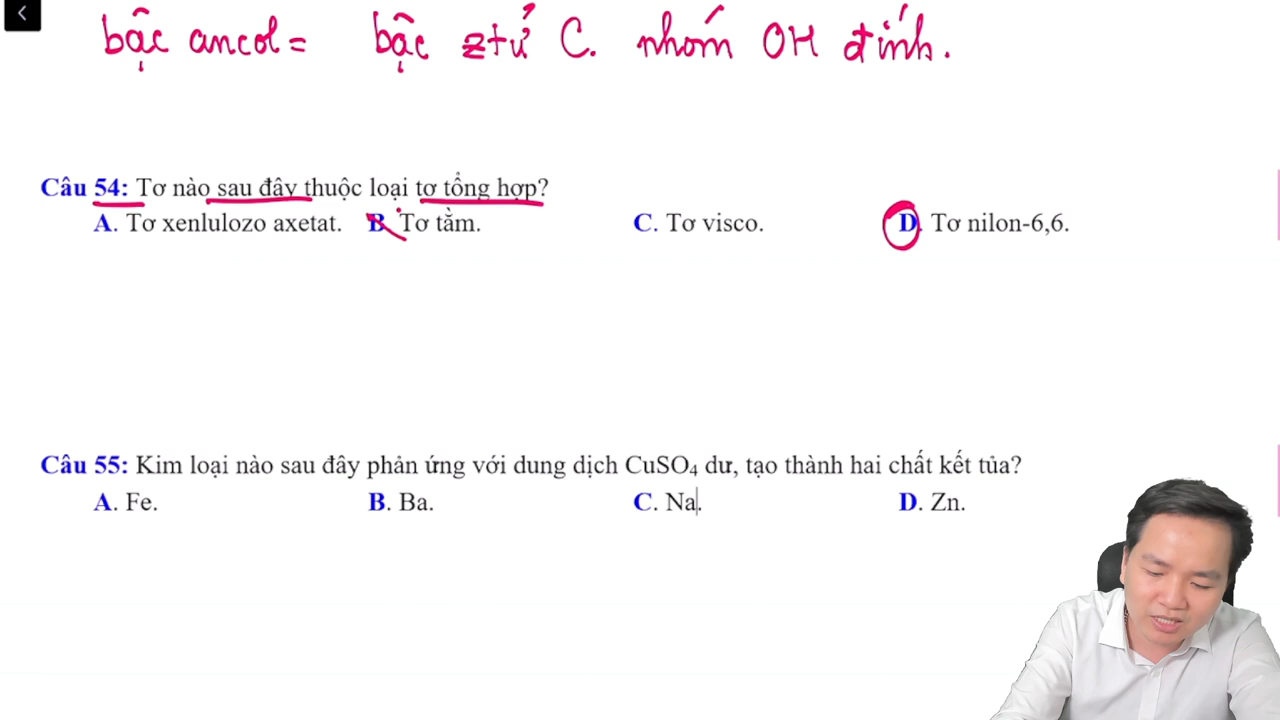 bậc ancol = bậc ztử C. nhóm OH đính.
Câu 54: Tơ nào sau đây thuộc loại tơ tổng hợp?
A. Tơ xenlulozo axetat. B. Tơ tằm. C. Tơ visco. D. Tơ nilon-6,6.
Câu 55: Kim loại nào sau đây phản ứng với dung dịch CuSO₄ dư, tạo thành hai chất kết tủa?
A. Fe. B. Ba. C. Na. D. Zn.